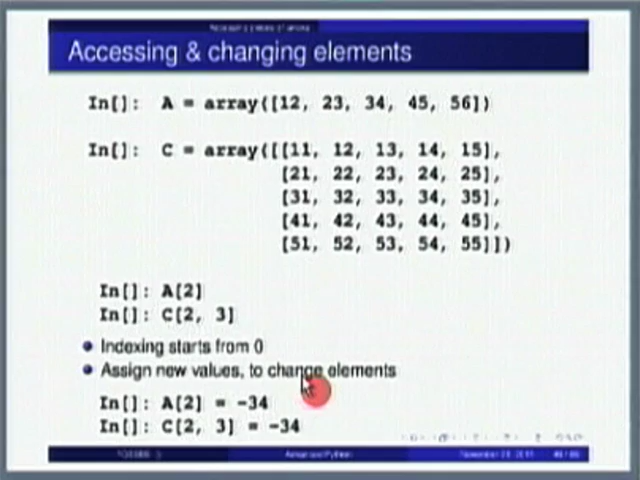 Accessing & changing elements
In[]: A = array([12, 23, 34, 45, 56])
In[]: C = array([[11, 12, 13, 14, 15],
[21, 22, 23, 24, 25],
[31, 32, 33, 34, 35],
[41, 42, 43, 44, 45],
[51, 52, 53, 54, 55]])
In[]: A[2]
In[]: C[2, 3]
Indexing starts from 0
Assign new values, to change elements
In[]: A[2] = -34
In[]: C[2, 3] = -34
Advanced Python